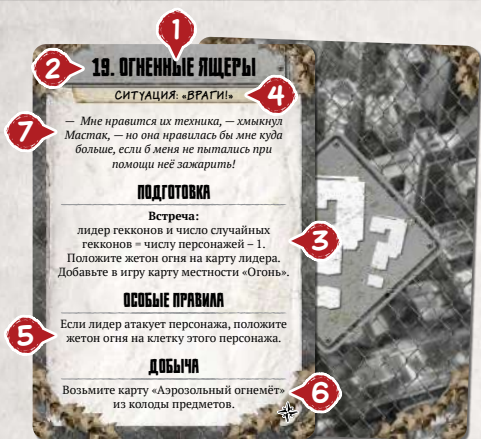 1
2
19. ОГНЕННЫЕ ЯЩЕРЫ
СИТУАЦИЯ: «ВРАГИ!»
4
7
— Мне нравится их техника, — хмыкнул
Мастак, — но она нравилась бы мне куда
больше, если б меня не пытались при
помощи неё зажарить!
ПОДГОТОВКА
Встреча:
лидер гекконов и число случайных
гекконов = числу персонажей – 1.
Положите жетон огня на карту лидера.
Добавьте в игру карту местности «Огонь».
3
ОСОБЫЕ ПРАВИЛА
5
Если лидер атакует персонажа, положите
жетон огня на клетку этого персонажа.
ДОБЫЧА
Возьмите карту «Аэрозольный огнемёт»
из колоды предметов.
6
? ?